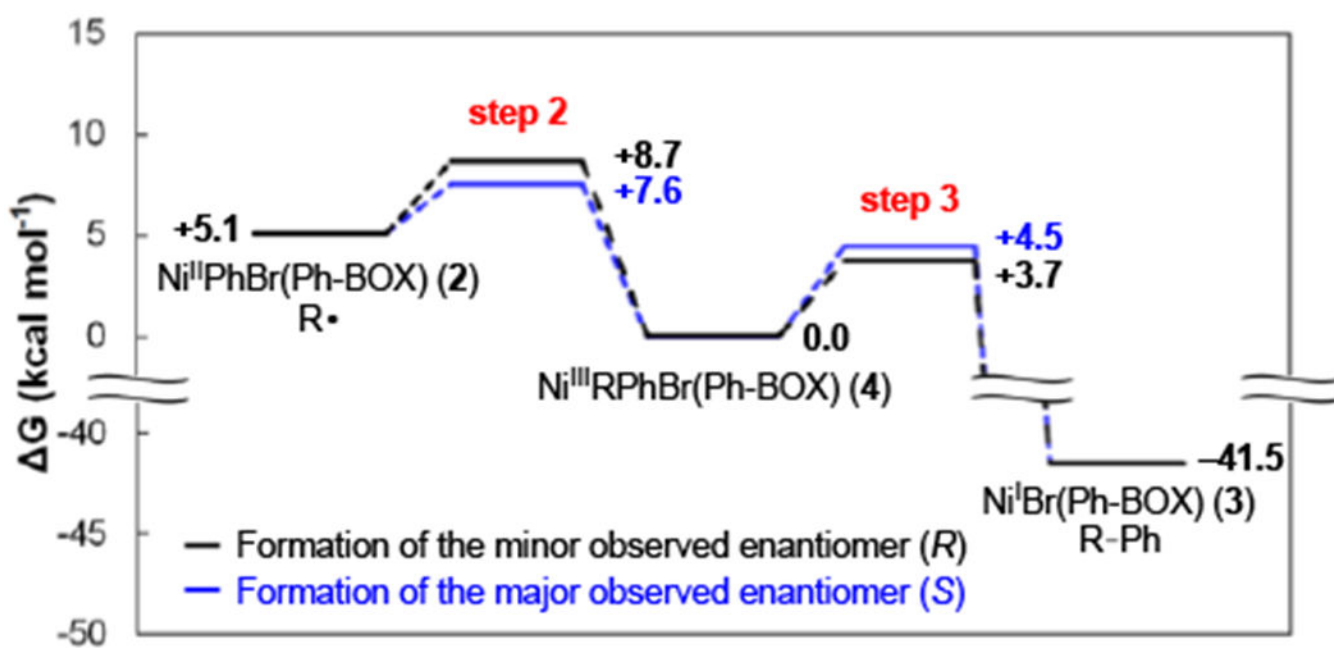 15
10
5
0
-40
-45
-50
ΔG (kcal mol⁻¹)
step 2
+8.7
+7.6
step 3
+5.1
+4.5
+3.7
NiᴵᴵPhBr(Ph-BOX) (2)
R•
0.0
NiᴵᴵᴵRPhBr(Ph-BOX) (4)
–41.5
NiᴵBr(Ph-BOX) (3)
R-Ph
Formation of the minor observed enantiomer (R)
Formation of the major observed enantiomer (S)